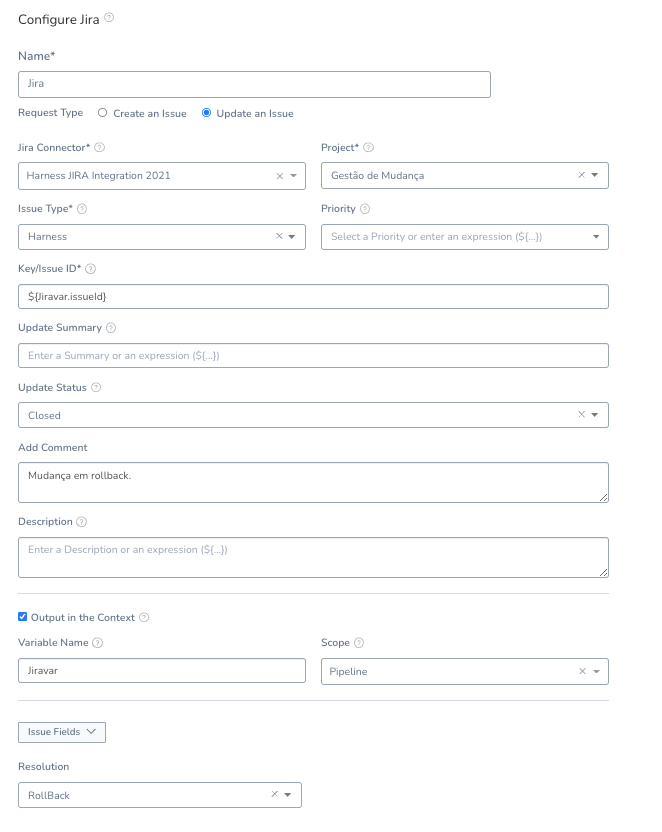 Configure Jira ?
Name*
Jira
Request Type Create an Issue Update an Issue
Jira Connector* ? Project* ?
Harness JIRA Integration 2021 Gestão de Mudança
Issue Type* ? Priority ?
Harness Select a Priority or enter an expression (${...})
Key/Issue ID* ?
${Jiravar.issueId}
Update Summary ?
Enter a Summary or an expression (${...})
Update Status ?
Closed
Add Comment
Mudança em rollback.
Description ?
Enter a Description or an expression (${...})
Output in the Context ?
Variable Name ? Scope ?
Jiravar Pipeline
Issue Fields
Resolution
RollBack